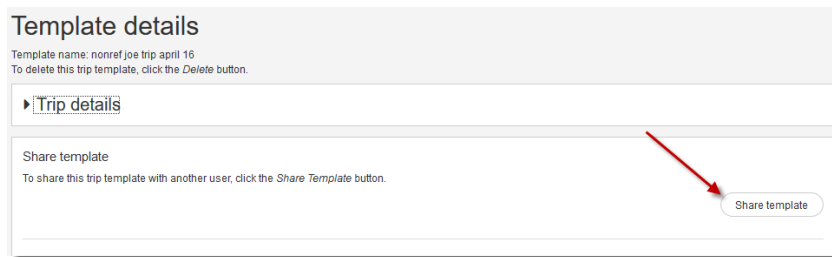 Template details
Template name: nonref joe trip april 16
To delete this trip template, click the Delete button.
Trip details
Share template
To share this trip template with another user, click the Share Template button.
Share template